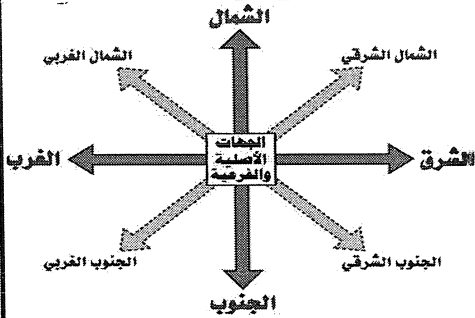 الشمال
الشمال الشرقي
الشمال الغربي
الجهات
الأصلية
والفرعية
الشرق
الغرب
الجنوب الشرقي
الجنوب الغربي
الجنوب